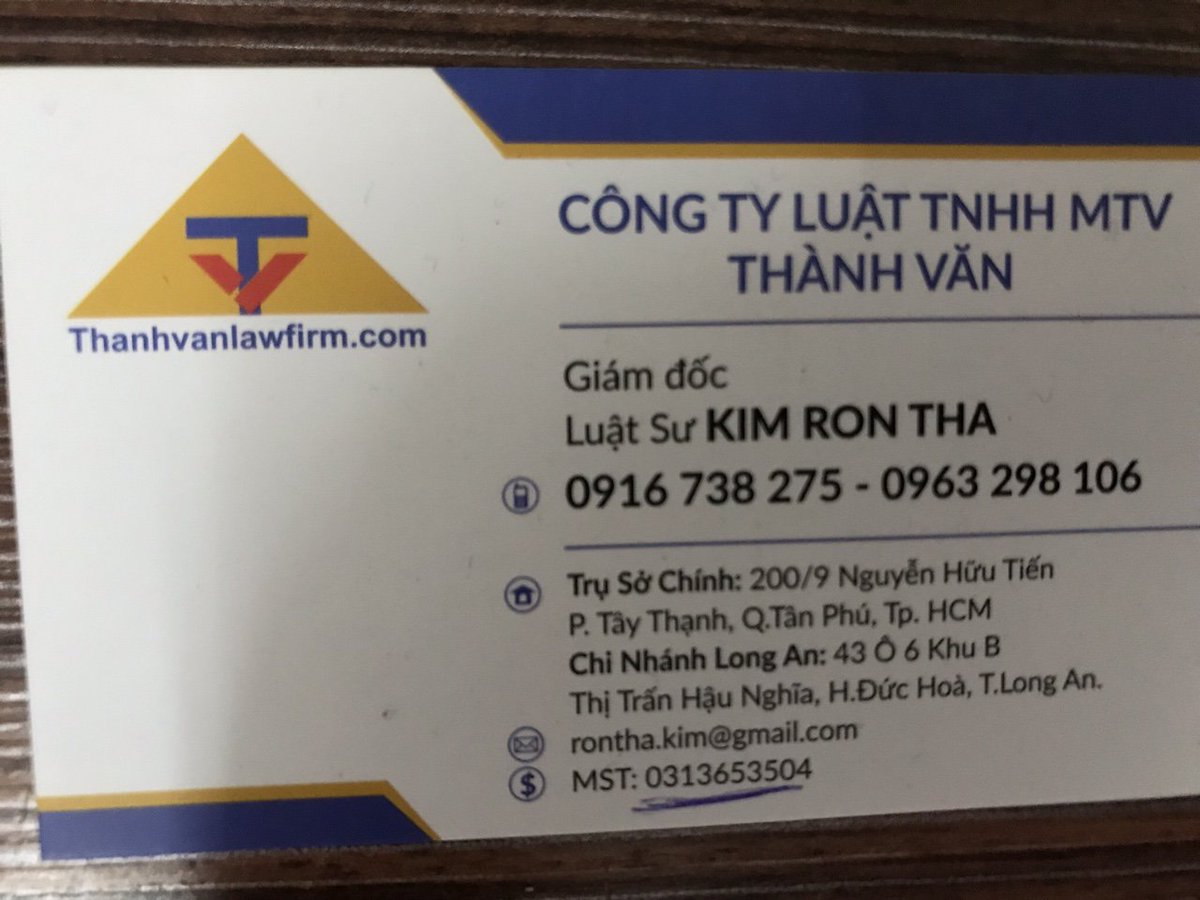 TV
Thanhvanlawfirm.com
CÔNG TY LUẬT TNHH MTV
THÀNH VĂN
Giám đốc
Luật Sư KIM RON THA
0916 738 275 - 0963 298 106
Trụ Sở Chính: 200/9 Nguyễn Hữu Tiến
P. Tây Thạnh, Q.Tân Phú, Tp. HCM
Chi Nhánh Long An: 43 Ô 6 Khu B
Thị Trấn Hậu Nghĩa, H.Đức Hoà, T.Long An.
rontha.kim@gmail.com
$ MST: 0313653504